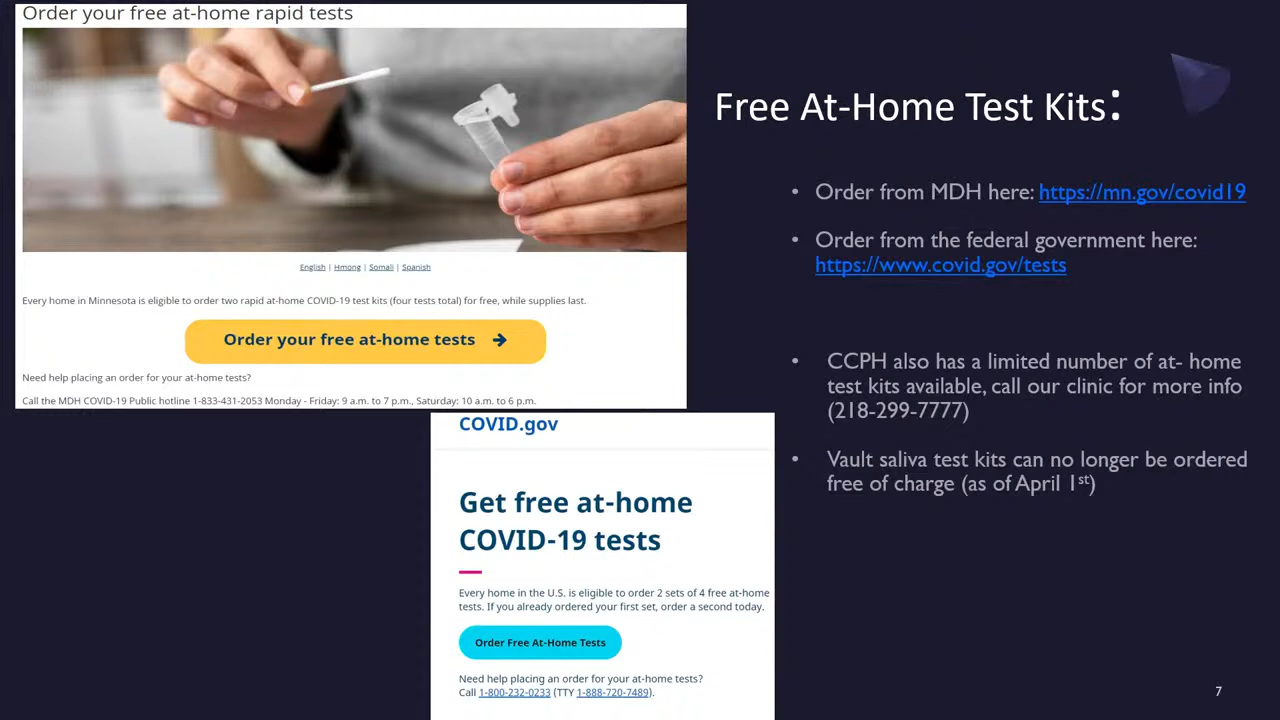 Order your free at-home rapid tests
English | Hmong | Somali | Spanish
Every home in Minnesota is eligible to order two rapid at-home COVID-19 test kits (four tests total) for free, while supplies last.
Order your free at-home tests →
Need help placing an order for your at-home tests?
Call the MDH COVID-19 Public hotline 1-833-431-2053 Monday - Friday: 9 a.m. to 7 p.m., Saturday: 10 a.m. to 6 p.m.
COVID.gov
Get free at-home
COVID-19 tests
Every home in the U.S. is eligible to order 2 sets of 4 free at-home
tests. If you already ordered your first set, order a second today.
Order Free At-Home Tests
Need help placing an order for your at-home tests?
Call 1-800-232-0233 (TTY 1-888-720-7489).
Free At-Home Test Kits:
• Order from MDH here: https://mn.gov/covid19
• Order from the federal government here:
https://www.covid.gov/tests
• CCPH also has a limited number of at- home
test kits available, call our clinic for more info
(218-299-7777)
• Vault saliva test kits can no longer be ordered
free of charge (as of April 1st)
7